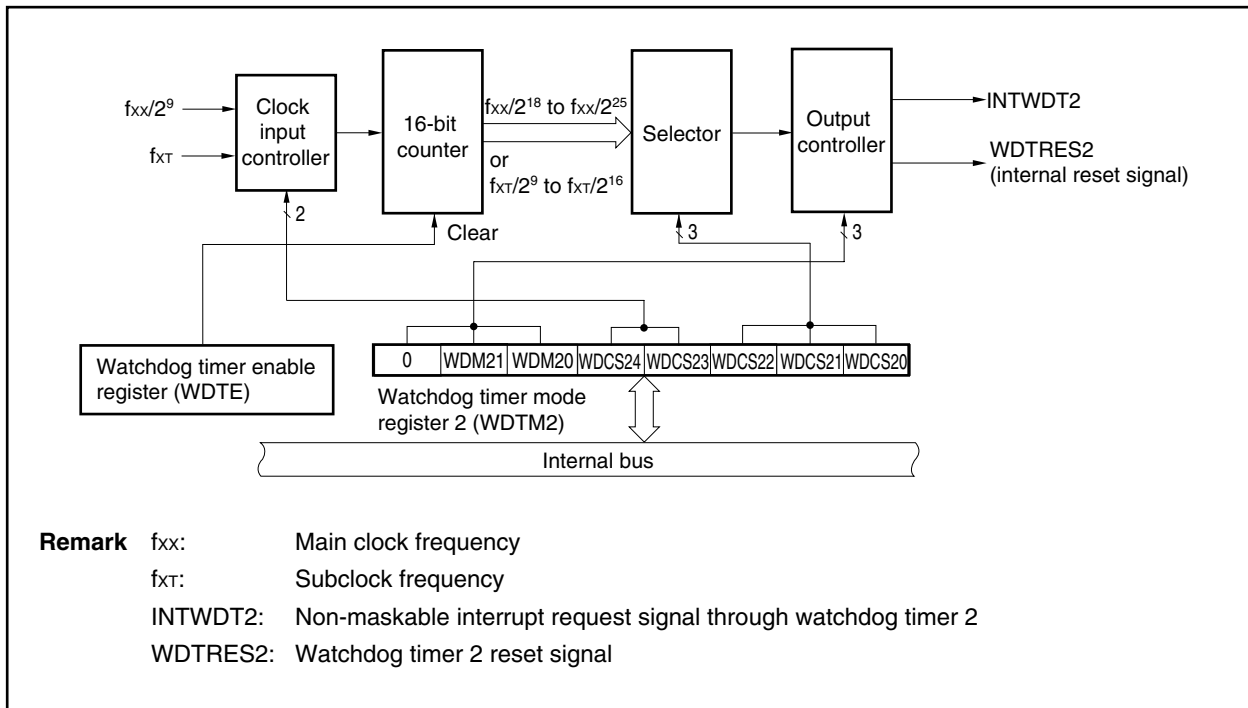 fXX/2^9
fXT
Clock
input
controller
2
16-bit
counter
Clear
fXX/2^18 to fXX/2^25
or
fXT/2^9 to fXT/2^16
Selector
3
Output
controller
3
INTWDT2
WDTRES2
(internal reset signal)
Watchdog timer enable
register (WDTE)
0 WDM21 WDM20 WDCS24 WDCS23 WDCS22 WDCS21 WDCS20
Watchdog timer mode
register 2 (WDTM2)
Internal bus
Remark fXX: Main clock frequency
fXT: Subclock frequency
INTWDT2: Non-maskable interrupt request signal through watchdog timer 2
WDTRES2: Watchdog timer 2 reset signal